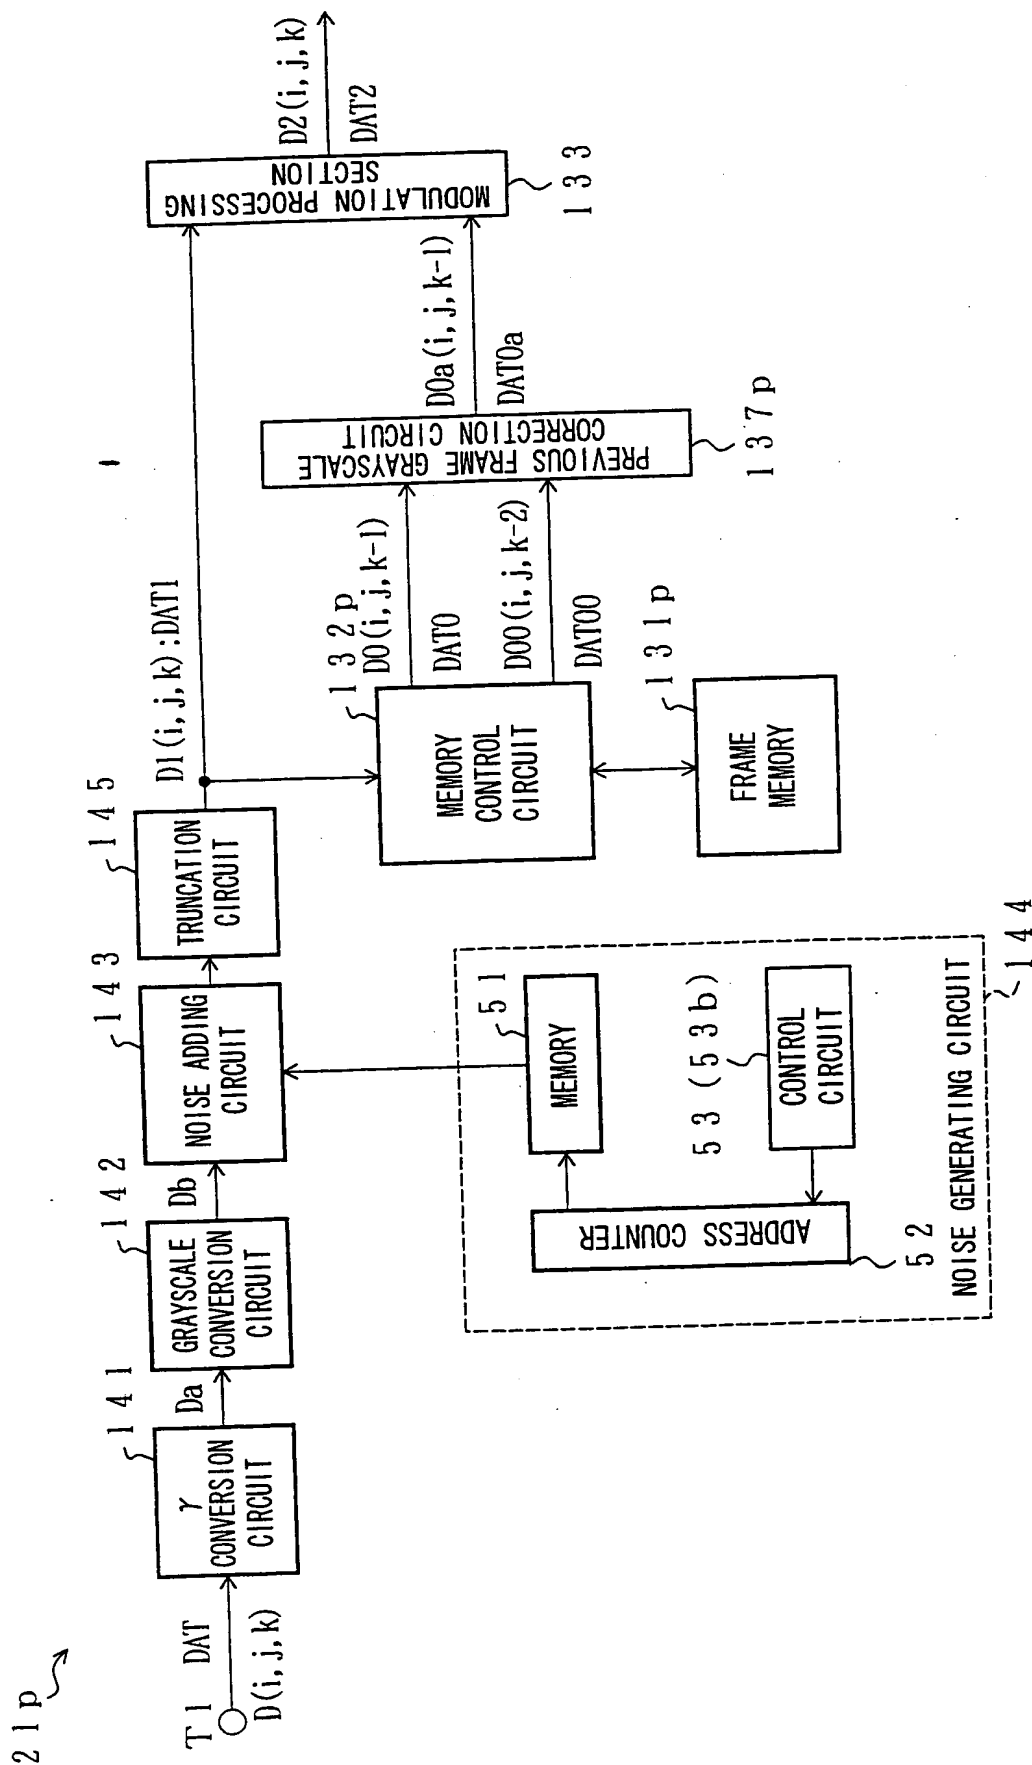 21p
T1 DAT
D(i,j,k)
141
γ
CONVERSION
CIRCUIT
Da
142
GRAYSCALE
CONVERSION
CIRCUIT
Db
143
NOISE ADDING
CIRCUIT
145
TRUNCATION
CIRCUIT
D1(i,j,k):DAT1
MODULATION PROCESSING
SECTION
133
D2(i,j,k)
DAT2
132p
MEMORY
CONTROL
CIRCUIT
D0(i,j,k-1)
DAT0
D00(i,j,k-2)
DAT00
PREVIOUS FRAME GRAYSCALE
CORRECTION CIRCUIT
137p
D0a(i,j,k-1)
DAT0a
131p
FRAME
MEMORY
51
MEMORY
53(53b)
CONTROL
CIRCUIT
ADDRESS COUNTER
52
NOISE GENERATING CIRCUIT
144